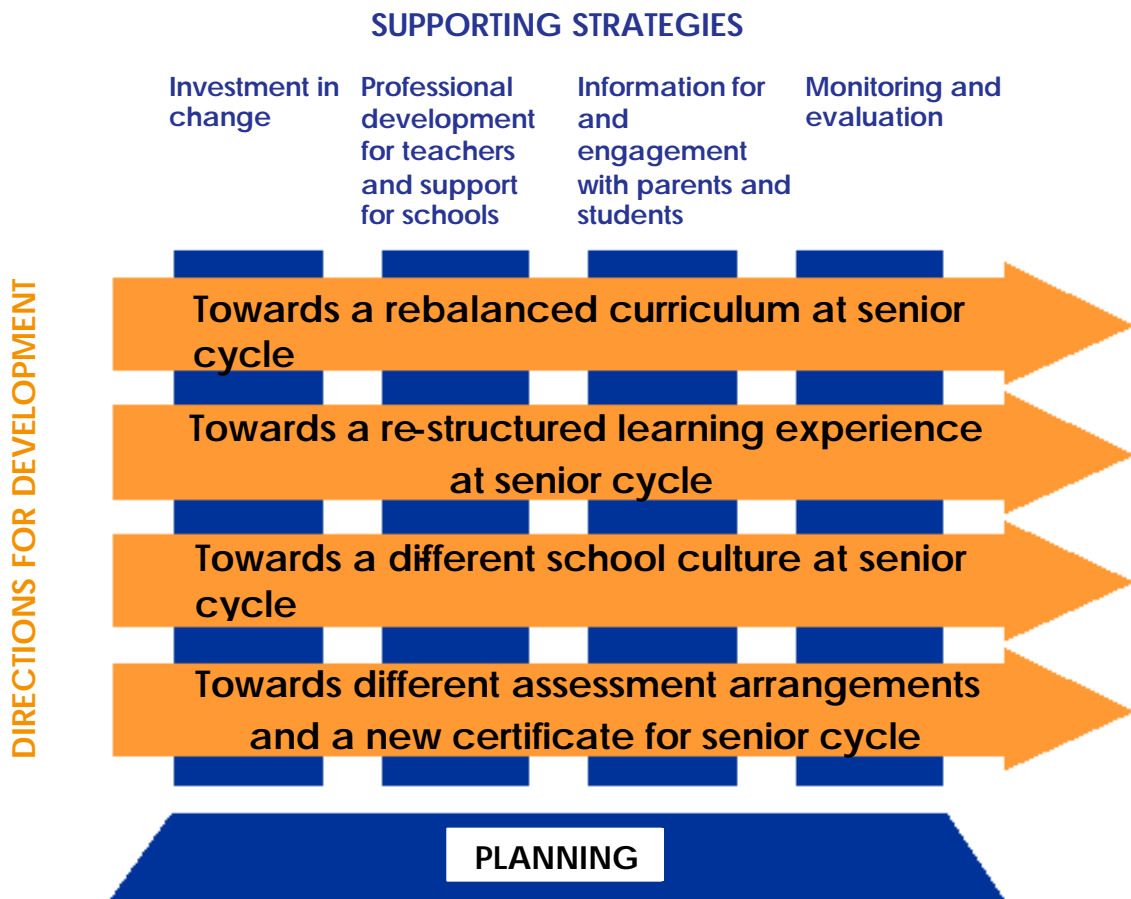 SUPPORTING STRATEGIES
Investment in
change
Professional
development
for teachers
and support
for schools
Information for
and
engagement
with parents and
students
Monitoring and
evaluation
DIRECTIONS FOR DEVELOPMENT
Towards a rebalanced curriculum at senior
cycle
Towards a re-structured learning experience
at senior cycle
Towards a different school culture at senior
cycle
Towards different assessment arrangements
and a new certificate for senior cycle
PLANNING